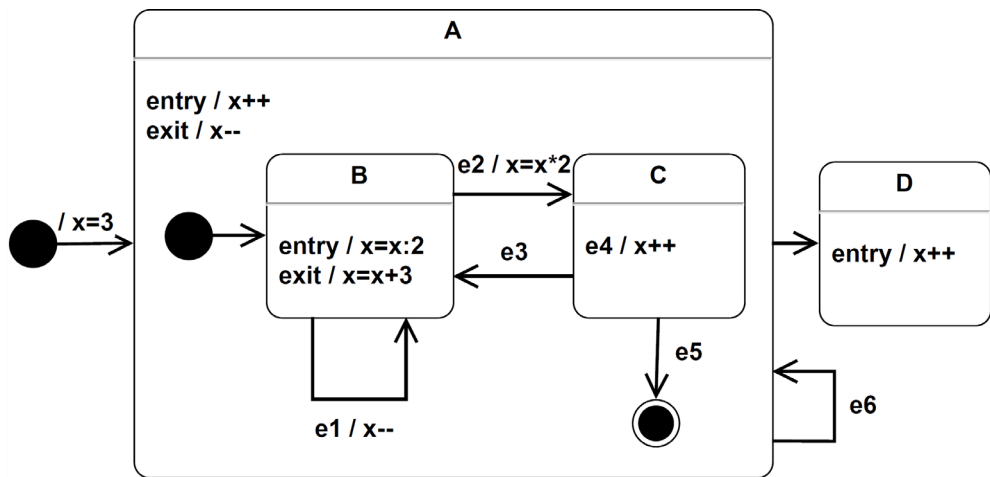 A
entry / x++
exit / x--
/ x=3
B
entry / x=x:2
exit / x=x+3
e1 / x--
e2 / x=x*2
e3
C
e4 / x++
e5
D
entry / x++
e6